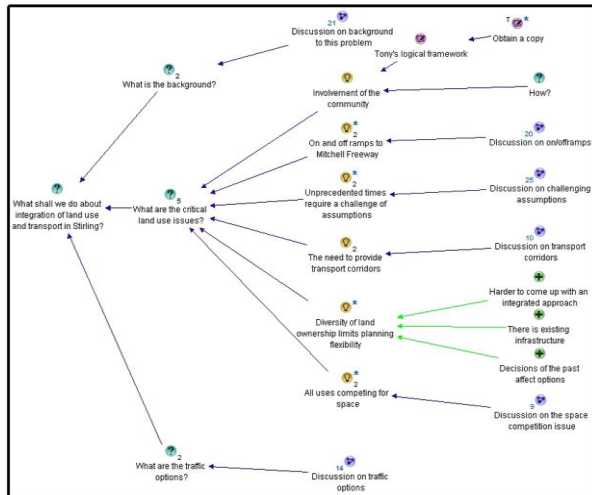 21
Discussion on background
to this problem
T *
Obtain a copy
Tony's logical framework
2
What is the background?
Involvement of the
community
How?
* 2
On and off ramps to
Mitchell Freeway
20
Discussion on on/offramps
What shall we do about
integration of land use
and transport in Stirling?
5
What are the critical
land use issues?
* 2
Unprecedented times
require a challenge of
assumptions
25
Discussion on challenging
assumptions
2
The need to provide
transport corridors
10
Discussion on transport
corridors
*
Diversity of land
ownership limits planning
flexibility
Harder to come up with an
integrated approach
There is existing
infrastructure
Decisions of the past
affect options
* 2
All uses competing for
space
9
Discussion on the space
competition issue
2
What are the traffic
options?
14
Discussion on traffic
options